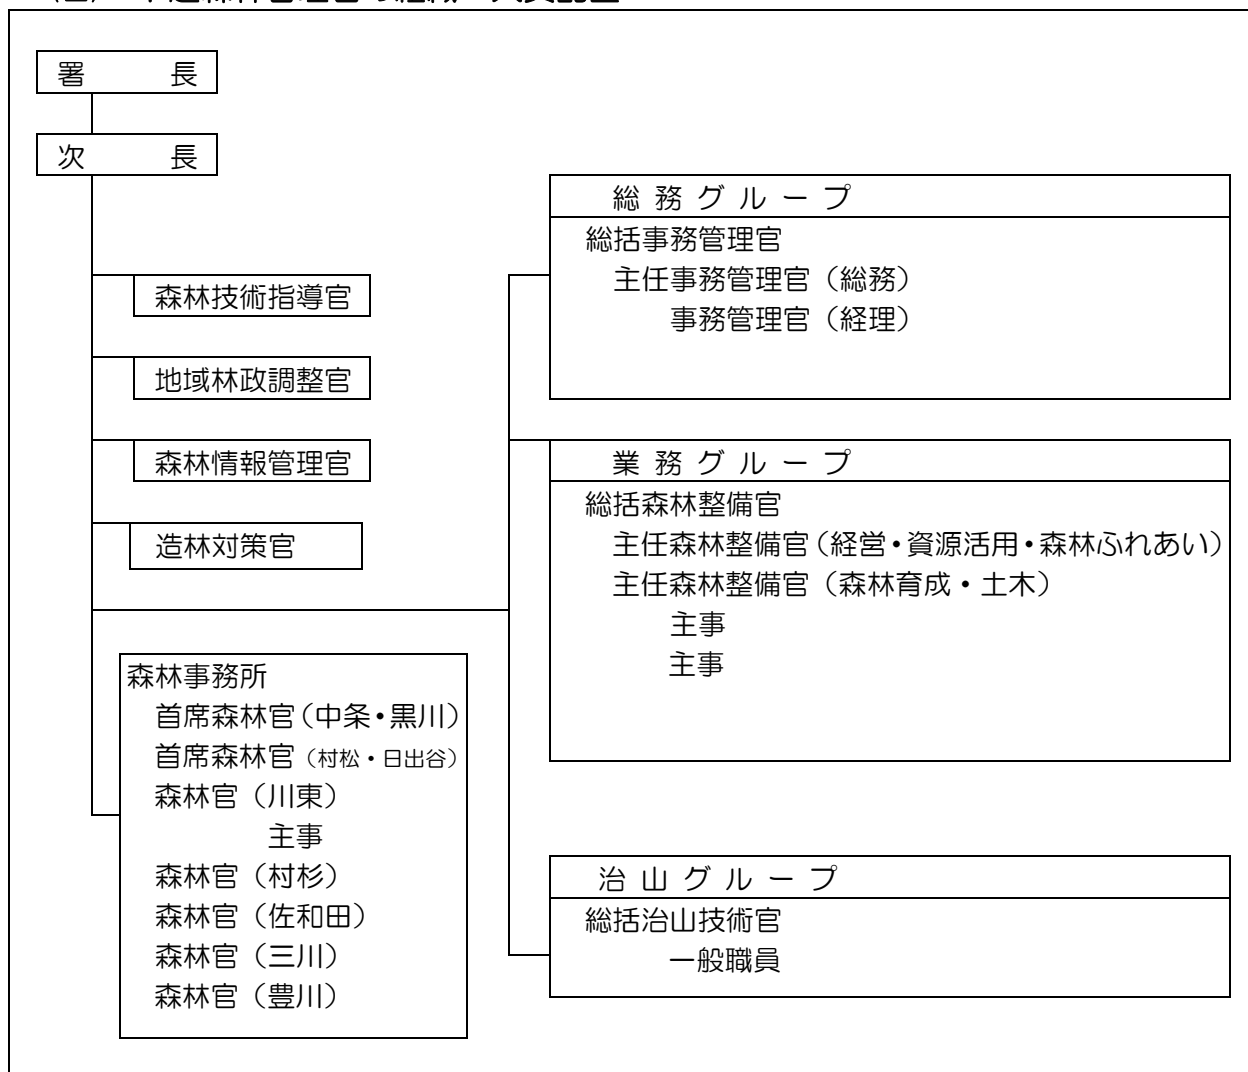 署　　長
次　　長
森林技術指導官
地域林政調整官
森林情報管理官
造林対策官
森林事務所
首席森林官（中条・黒川）
首席森林官（村松・日出谷）
森林官（川東）
主事
森林官（村杉）
森林官（佐和田）
森林官（三川）
森林官（豊川）
総 務 グ ル ー プ
総括事務管理官
主任事務管理官（総務）
事務管理官（経理）
業 務 グ ル ー プ
総括森林整備官
主任森林整備官（経営・資源活用・森林ふれあい）
主任森林整備官（森林育成・土木）
主事
主事
治 山 グ ル ー プ
総括治山技術官
一般職員